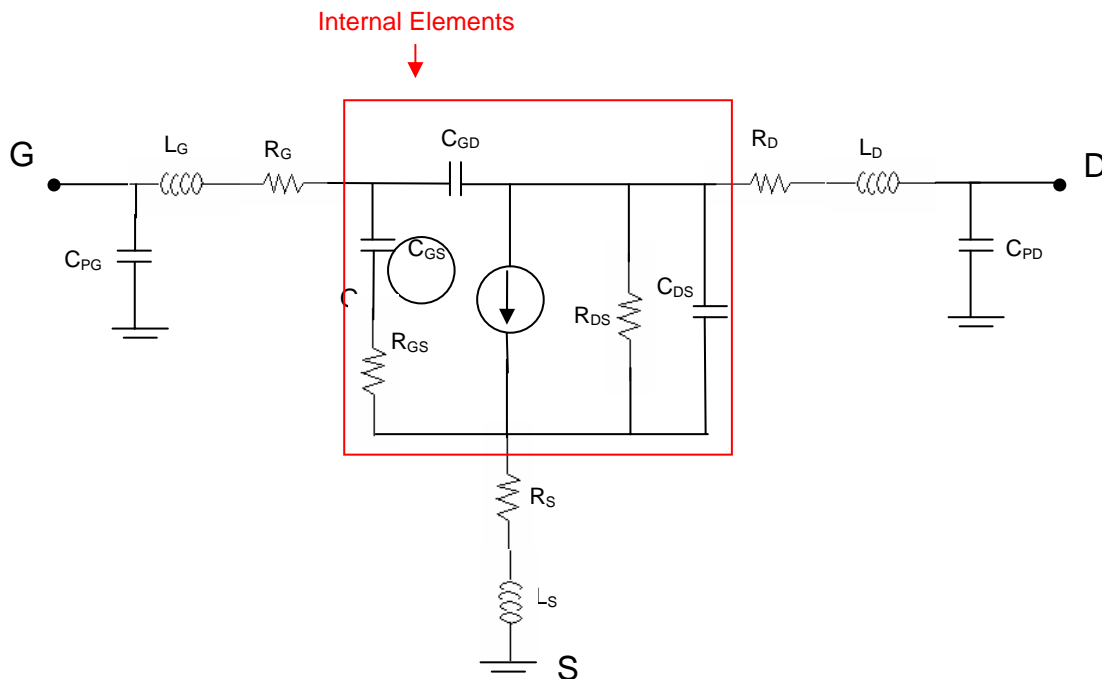 Internal Elements
G
L_G
R_G
C_GD
R_D
L_D
D
C_PG
C_GS
R_GS
R_DS
C_DS
C_PD
R_S
L_S
S